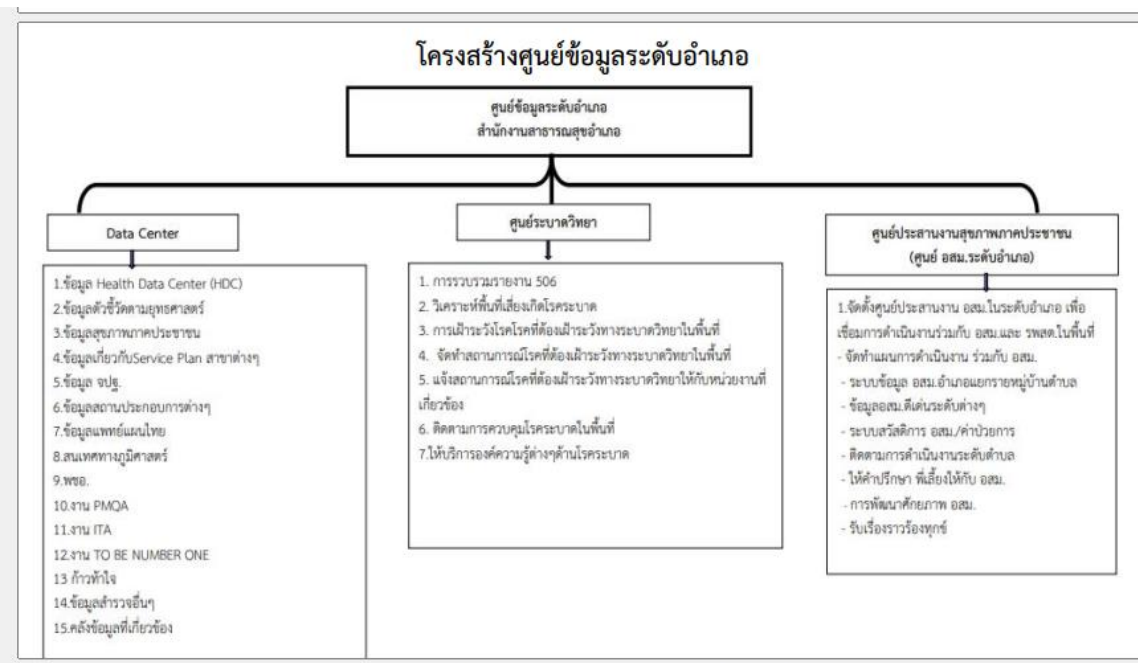 โครงสร้างศูนย์ข้อมูลระดับอำเภอ
ศูนย์ข้อมูลระดับอำเภอ
สำนักงานสาธารณสุขอำเภอ
Data Center
1.ข้อมูล Health Data Center (HDC)
2.ข้อมูลตัวชี้วัดตามยุทธศาสตร์
3.ข้อมูลสุขภาพภาคประชาชน
4.ข้อมูลเกี่ยวกับService Plan สาขาต่างๆ
5.ข้อมูล จปฐ.
6.ข้อมูลสถานประกอบการต่างๆ
7.ข้อมูลแพทย์แผนไทย
8.สนเทศทางภูมิศาสตร์
9.พชอ.
10.งาน PMQA
11.งาน ITA
12.งาน TO BE NUMBER ONE
13 ก้าวท้าใจ
14.ข้อมูลสำรวจอื่นๆ
15.คลังข้อมูลที่เกี่ยวข้อง
ศูนย์ระบาดวิทยา
1. การรวบรวมรายงาน 506
2. วิเคราะห์พื้นที่เสี่ยงเกิดโรคระบาด
3. การเฝ้าระวังโรคโรคที่ต้องเฝ้าระวังทางระบาดวิทยาในพื้นที่
4. จัดทำสถานการณ์โรคที่ต้องเฝ้าระวังทางระบาดวิทยาในพื้นที่
5. แจ้งสถานการณ์โรคที่ต้องเฝ้าระวังทางระบาดวิทยาให้กับหน่วยงานที่
เกี่ยวข้อง
6. ติดตามการควบคุมโรคระบาดในพื้นที่
7.ให้บริการองค์ความรู้ต่างๆด้านโรคระบาด
ศูนย์ประสานงานสุขภาพภาคประชาชน
(ศูนย์ อสม.ระดับอำเภอ)
1.จัดตั้งศูนย์ประสานงาน อสม.ในระดับอำเภอ เพื่อ
เชื่อมการดำเนินงานร่วมกับ อสม.และ รพสต.ในพื้นที่
- จัดทำแผนการดำเนินงาน ร่วมกับ อสม.
- ระบบข้อมูล อสม.อำเภอแยกรายหมู่บ้านตำบล
- ข้อมูลอสม.ดีเด่นระดับต่างๆ
- ระบบสวัสดิการ อสม./ค่าป่วยการ
- ติดตามการดำเนินงานระดับตำบล
- ให้คำปรึกษา พี่เลี้ยงให้กับ อสม.
- การพัฒนาศักยภาพ อสม.
- รับเรื่องราวร้องทุกข์